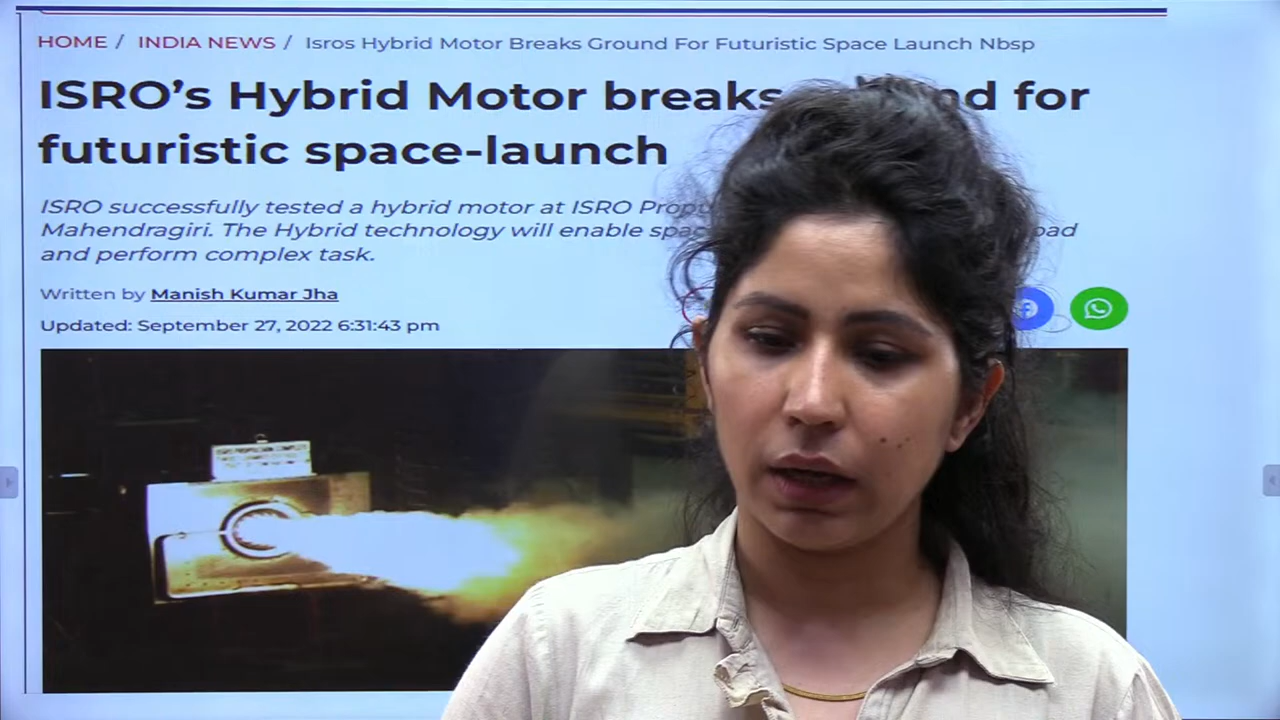 HOME / INDIA NEWS / Isros Hybrid Motor Breaks Ground For Futuristic Space Launch Nbsp
ISRO’s Hybrid Motor breaks for
futuristic space-launch
ISRO successfully tested a hybrid motor at ISRO
Mahendragiri. The Hybrid technology will enable
and perform complex task.
Written by Manish Kumar Jha
Updated: September 27, 2022 6:31:43 pm